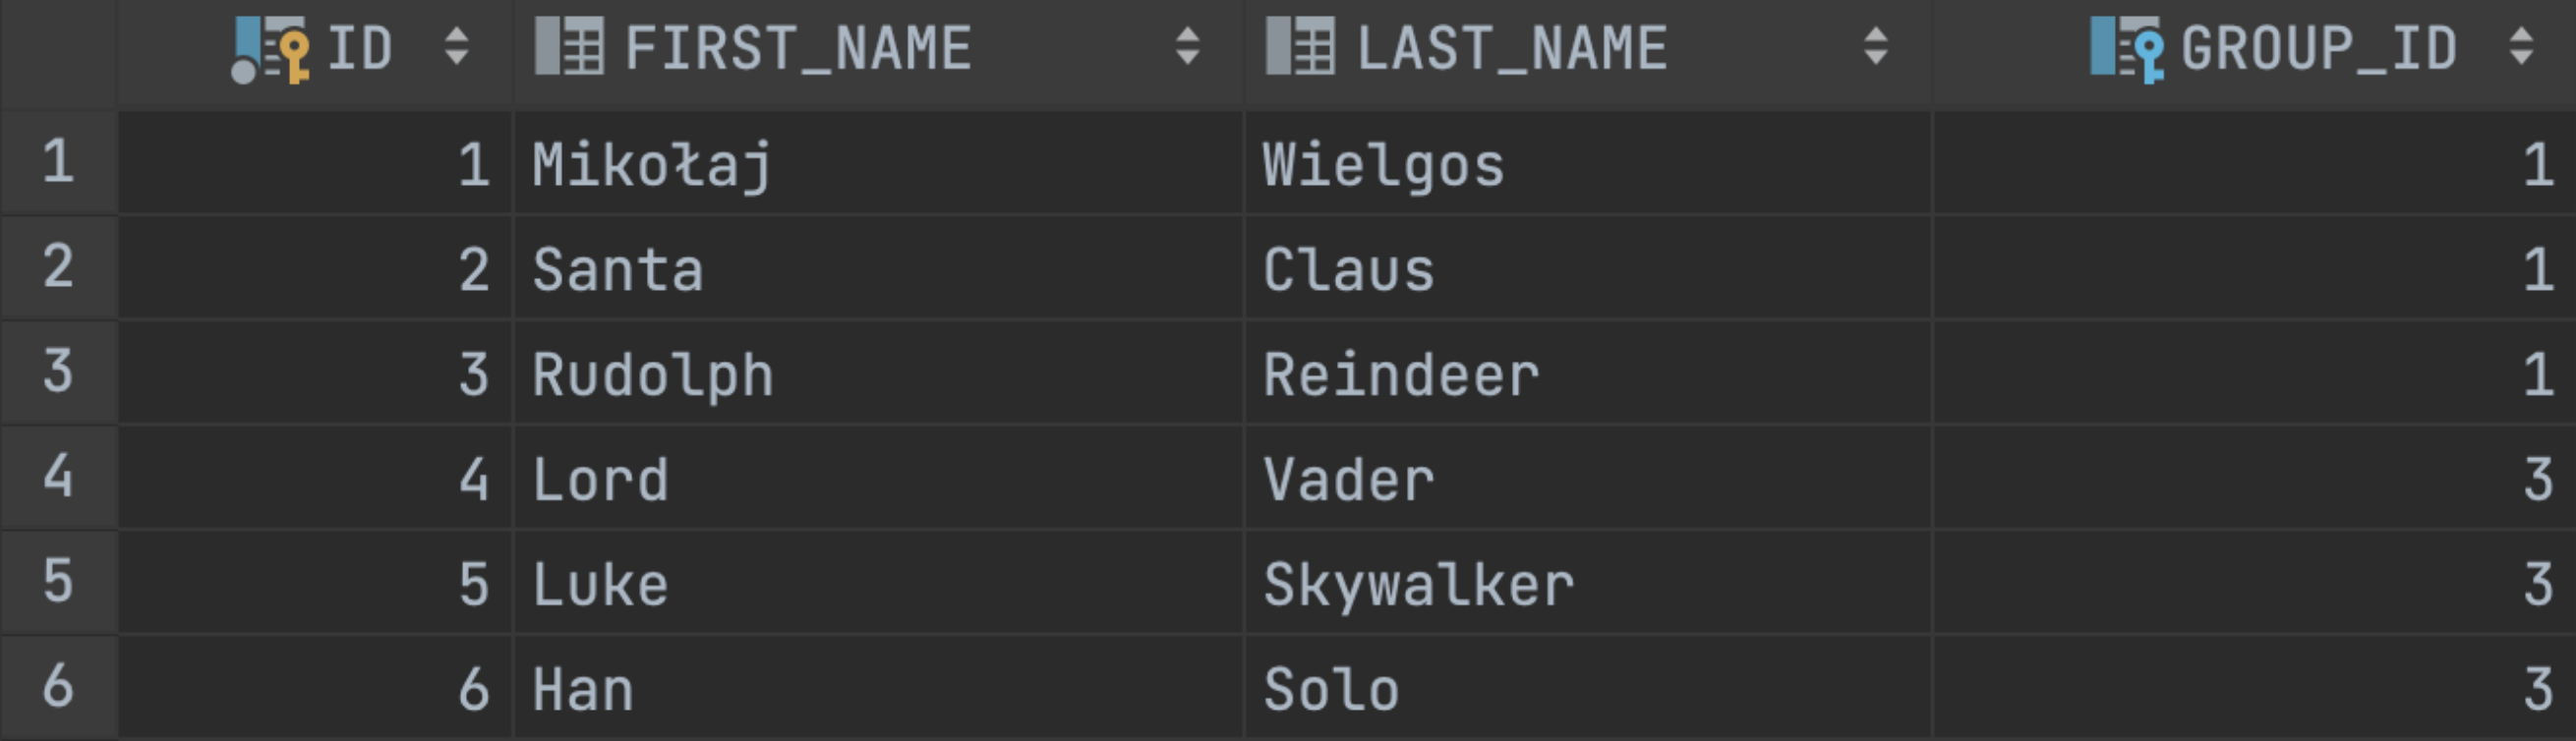 ID FIRST_NAME LAST_NAME GROUP_ID
1 1 Mikołaj Wielgos 1
2 2 Santa Claus 1
3 3 Rudolph Reindeer 1
4 4 Lord Vader 3
5 5 Luke Skywalker 3
6 6 Han Solo 3